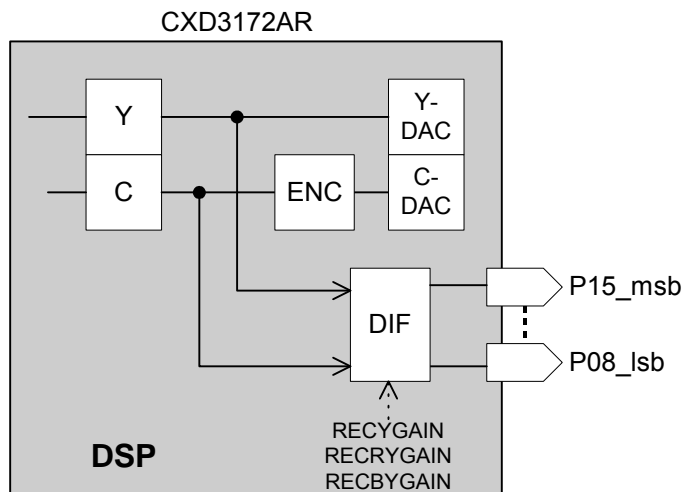 CXD3172AR
Y
Y-
DAC
C
ENC
C-
DAC
DIF
P15_msb
P08_lsb
RECYGAIN
RECRYGAIN
RECBYGAIN
DSP